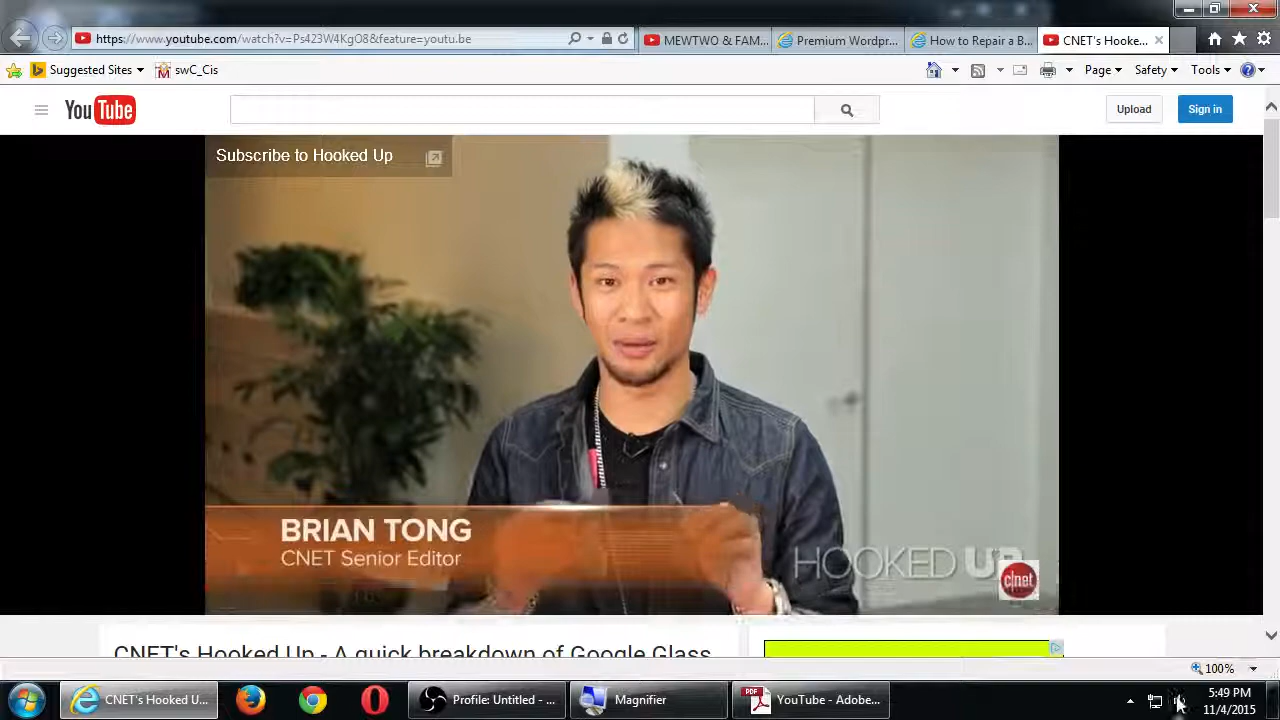 https://www.youtube.com/watch?v=Ps423W4KgO8&feature=youtu.be
MEWTWO & FAM...
Premium Wordpr...
How to Repair a B...
CNET's Hooke...
Suggested Sites
swC_Cis
Page
Safety
Tools
YouTube
Upload
Sign in
Subscribe to Hooked Up
BRIAN TONG
CNET Senior Editor
HOOKED UP
c|net
CNET's Hooked Up - A quick breakdown of Google Glass
100%
CNET's Hooked U...
Profile: Untitled - ...
Magnifier
PDF
YouTube - Adobe...
5:49 PM
11/4/2015